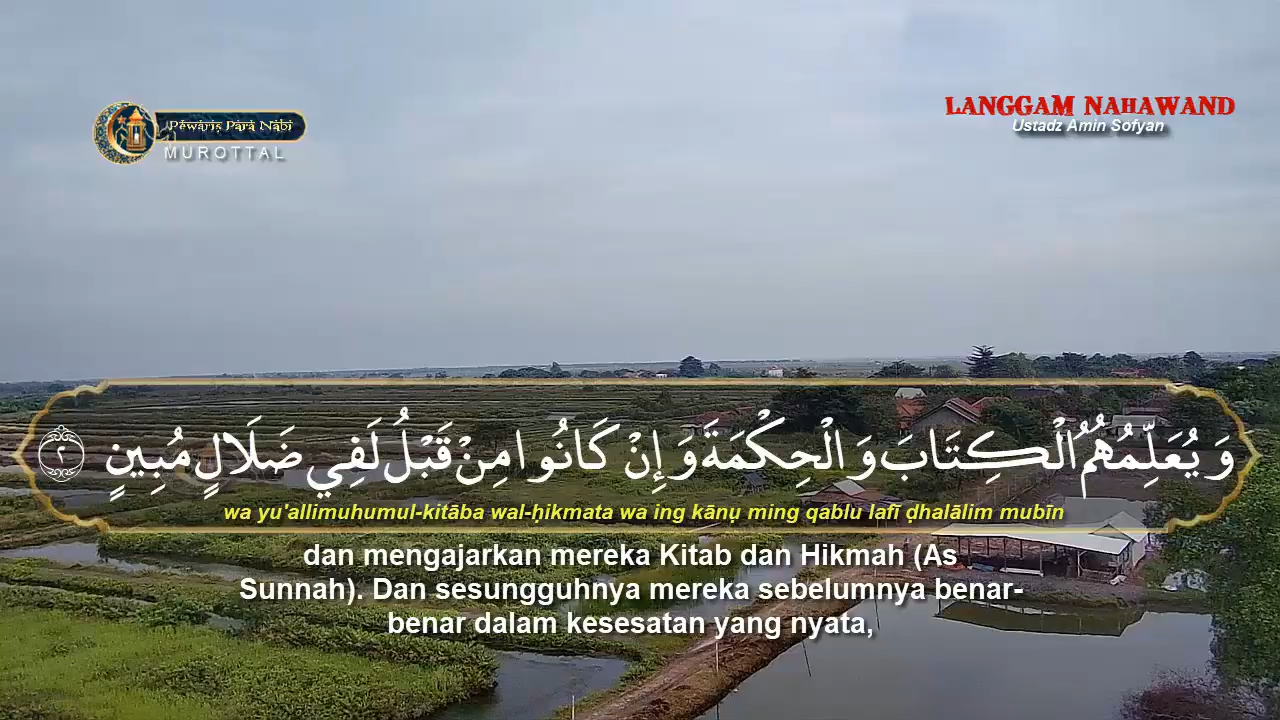 Pewaris Para Nabi
MUROTTAL
LANGGAM NAHAWAND
Ustadz Amin Sofyan
وَيُعَلِّمُهُمُ الْكِتَابَ وَالْحِكْمَةَ وَإِنْ كَانُوا مِنْ قَبْلُ لَفِي ضَلَالٍ مُبِينٍ ٢
wa yu'allimuhumul-kitāba wal-ḥikmata wa ing kānụ ming qablu lafī ḍhalālim mubīn
dan mengajarkan mereka Kitab dan Hikmah (As
Sunnah). Dan sesungguhnya mereka sebelumnya benar-
benar dalam kesesatan yang nyata,